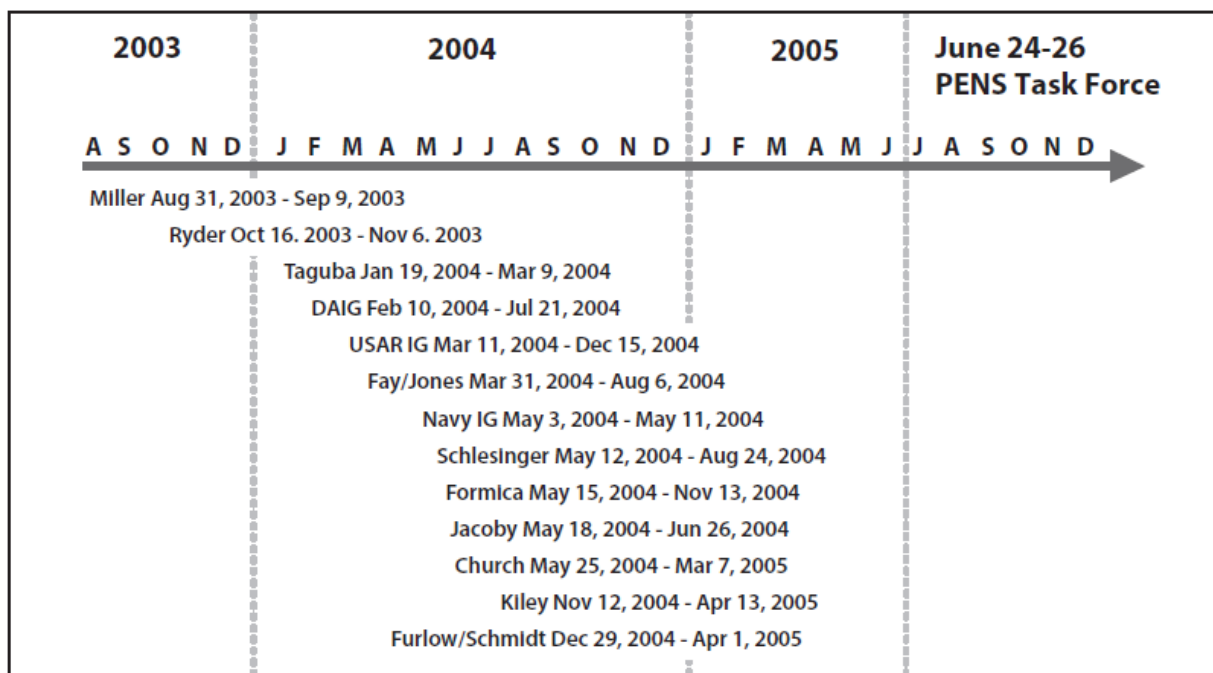 2003 2004 2005 June 24-26
PENS Task Force
A S O N D J F M A M J J A S O N D J F M A M J J A S O N D
Miller Aug 31, 2003 - Sep 9, 2003
Ryder Oct 16. 2003 - Nov 6. 2003
Taguba Jan 19, 2004 - Mar 9, 2004
DAIG Feb 10, 2004 - Jul 21, 2004
USAR IG Mar 11, 2004 - Dec 15, 2004
Fay/Jones Mar 31, 2004 - Aug 6, 2004
Navy IG May 3, 2004 - May 11, 2004
Schlesinger May 12, 2004 - Aug 24, 2004
Formica May 15, 2004 - Nov 13, 2004
Jacoby May 18, 2004 - Jun 26, 2004
Church May 25, 2004 - Mar 7, 2005
Kiley Nov 12, 2004 - Apr 13, 2005
Furlow/Schmidt Dec 29, 2004 - Apr 1, 2005